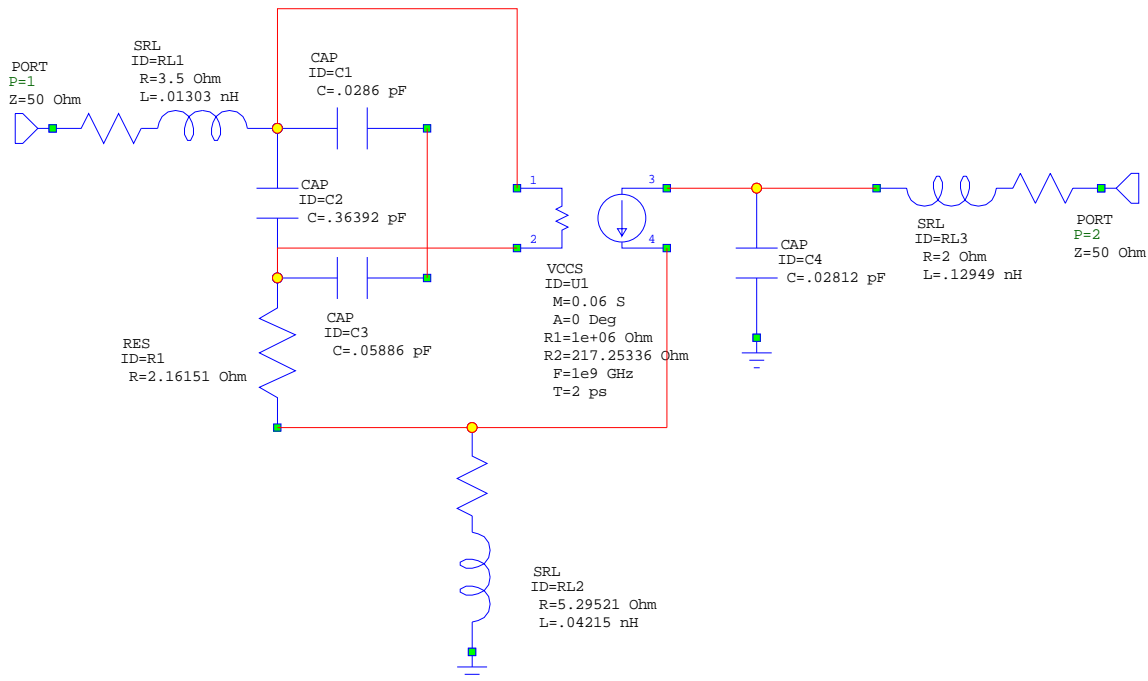 PORT
P=1
Z=50 Ohm
SRL
ID=RL1
R=3.5 Ohm
L=.01303 nH
CAP
ID=C1
C=.0286 pF
CAP
ID=C2
C=.36392 pF
1
2
3
4
VCCS
ID=U1
M=0.06 S
A=0 Deg
R1=1e+06 Ohm
R2=217.25336 Ohm
F=1e9 GHz
T=2 ps
CAP
ID=C4
C=.02812 pF
SRL
ID=RL3
R=2 Ohm
L=.12949 nH
PORT
P=2
Z=50 Ohm
CAP
ID=C3
C=.05886 pF
RES
ID=R1
R=2.16151 Ohm
SRL
ID=RL2
R=5.29521 Ohm
L=.04215 nH